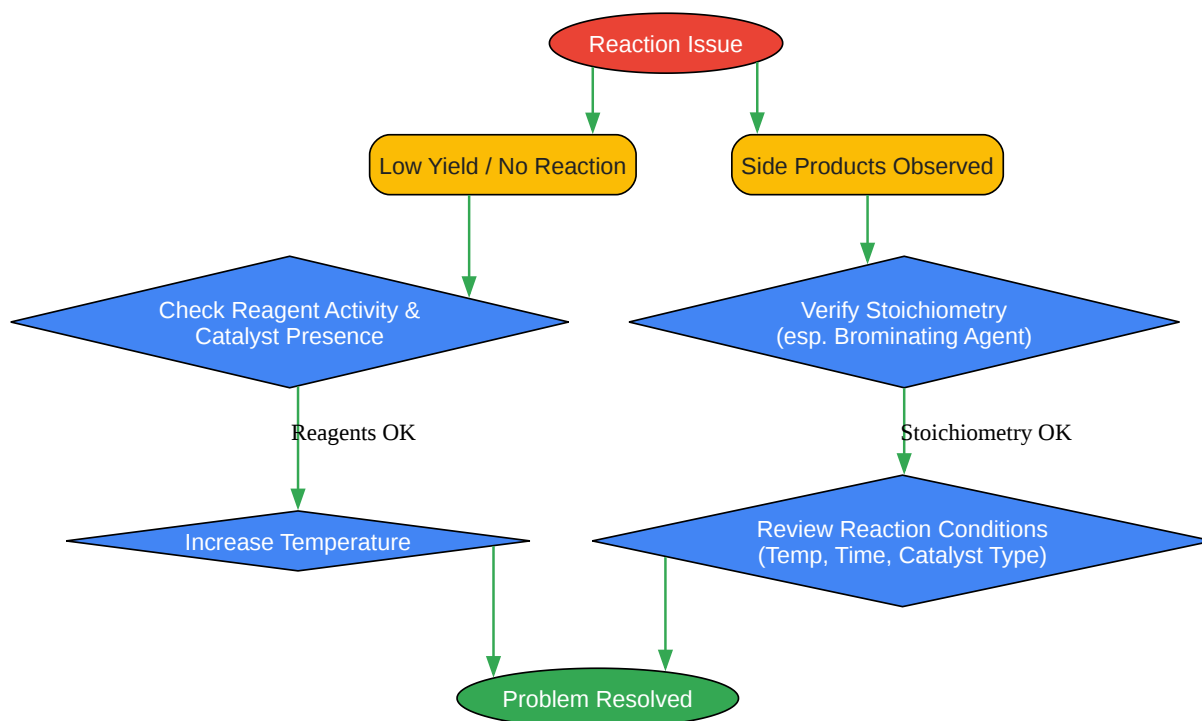 Reaction Issue
Low Yield / No Reaction
Side Products Observed
Check Reagent Activity &
Catalyst Presence
Verify Stoichiometry
(esp. Brominating Agent)
Reagents OK
Stoichiometry OK
Increase Temperature
Review Reaction Conditions
(Temp, Time, Catalyst Type)
Problem Resolved